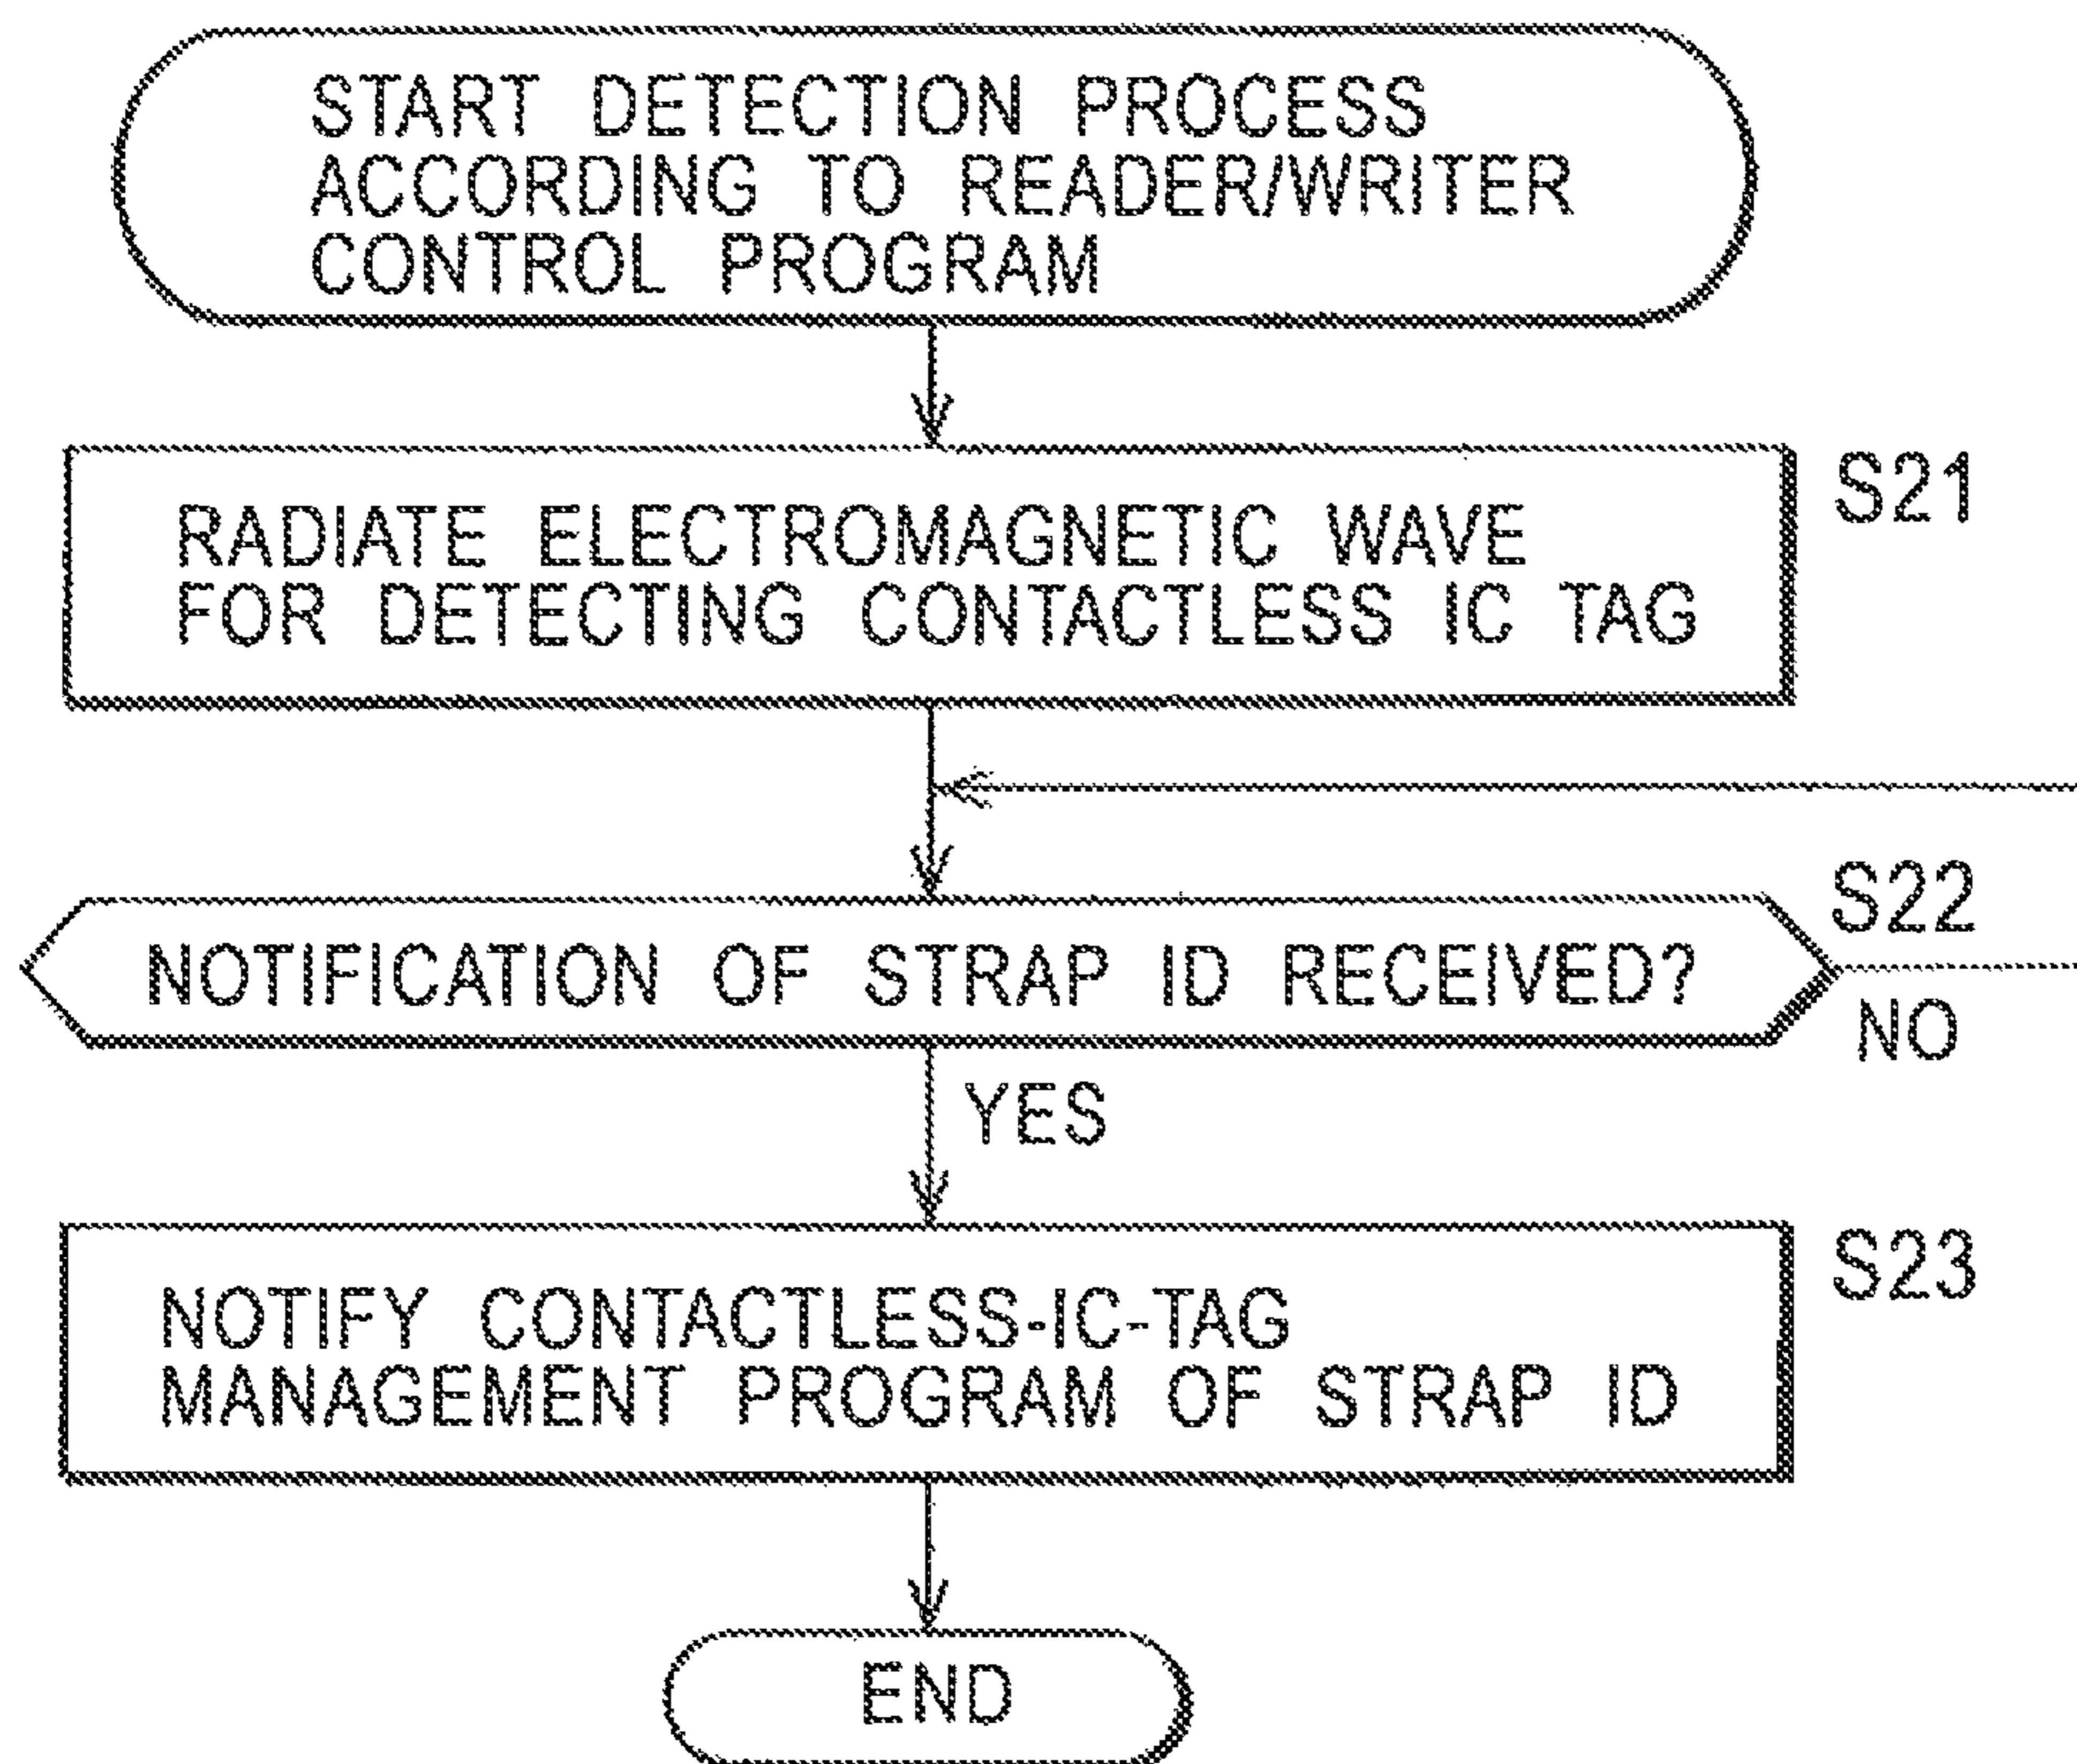 START DETECTION PROCESS
ACCORDING TO READER/WRITER
CONTROL PROGRAM
S21
RADIATE ELECTROMAGNETIC WAVE
FOR DETECTING CONTACTLESS IC TAG
S22
NOTIFICATION OF STRAP ID RECEIVED?
NO
YES
S23
NOTIFY CONTACTLESS-IC-TAG
MANAGEMENT PROGRAM OF STRAP ID
END